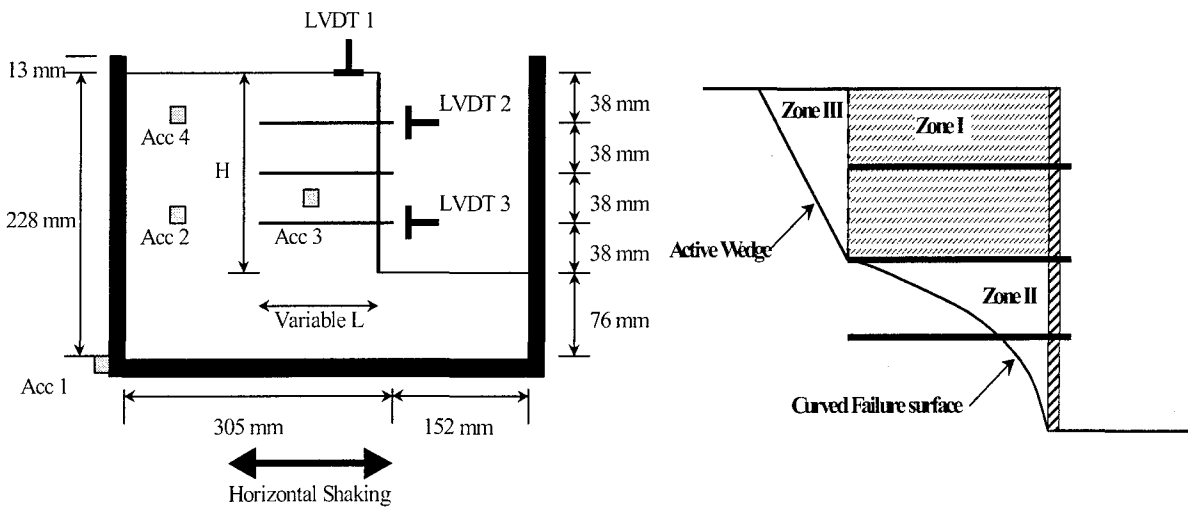 LVDT 1
13 mm
LVDT 2
38 mm
Acc 4
38 mm
H
38 mm
LVDT 3
228 mm
Acc 2
Acc 3
38 mm
Variable L
76 mm
Acc 1
305 mm
152 mm
Horizontal Shaking
Zone III
Zone I
Active Wedge
Zone II
Curved Failure surface